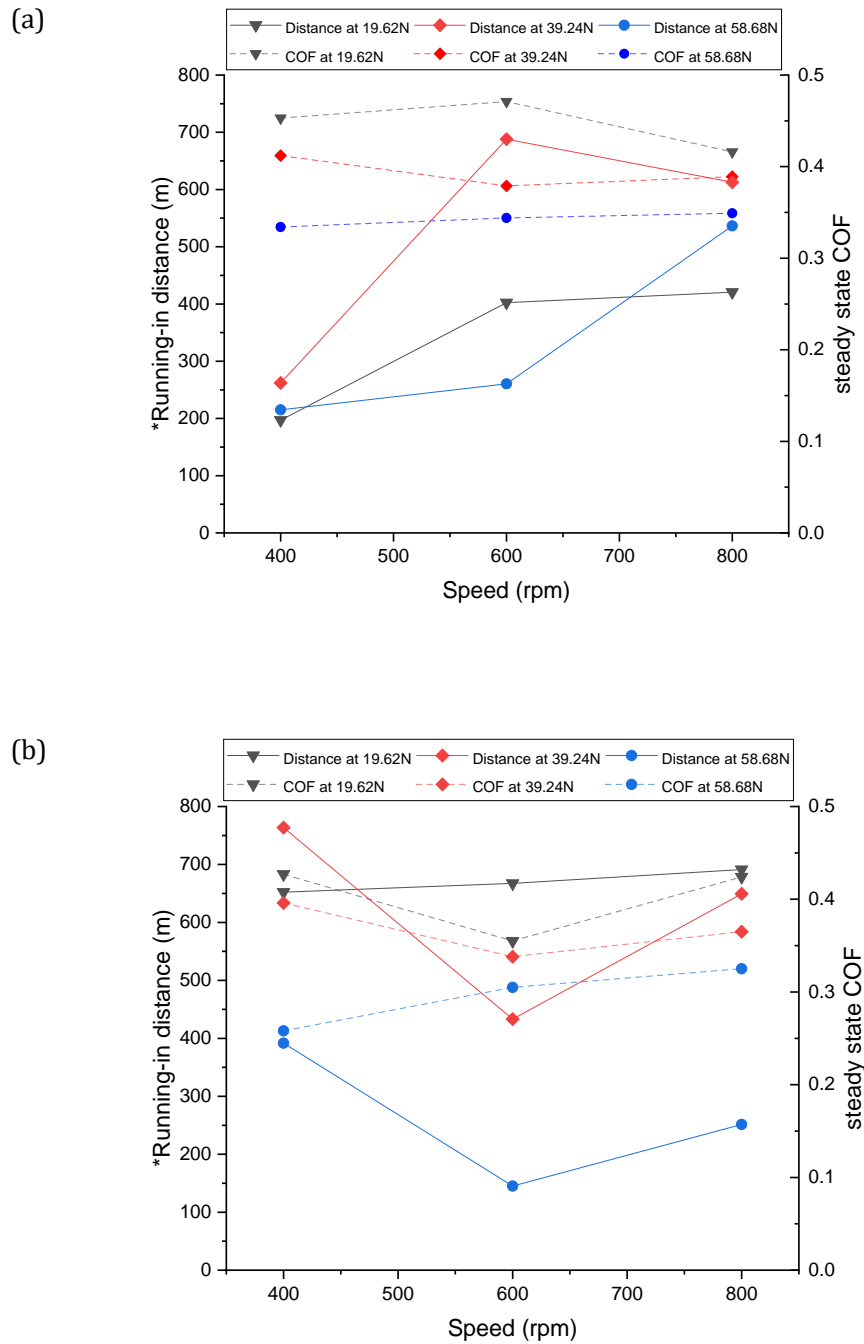 (a)
Distance at 19.62N Distance at 39.24N Distance at 58.68N
COF at 19.62N COF at 39.24N COF at 58.68N
800
700
600
500
400
300
200
100
0
*Running-in distance (m)
0.5
0.4
0.3
0.2
0.1
0.0
steady state COF
400 500 600 700 800
Speed (rpm)
(b)
Distance at 19.62N Distance at 39.24N Distance at 58.68N
COF at 19.62N COF at 39.24N COF at 58.68N
800
700
600
500
400
300
200
100
0
*Running-in distance (m)
0.5
0.4
0.3
0.2
0.1
0.0
steady state COF
400 500 600 700 800
Speed (rpm)